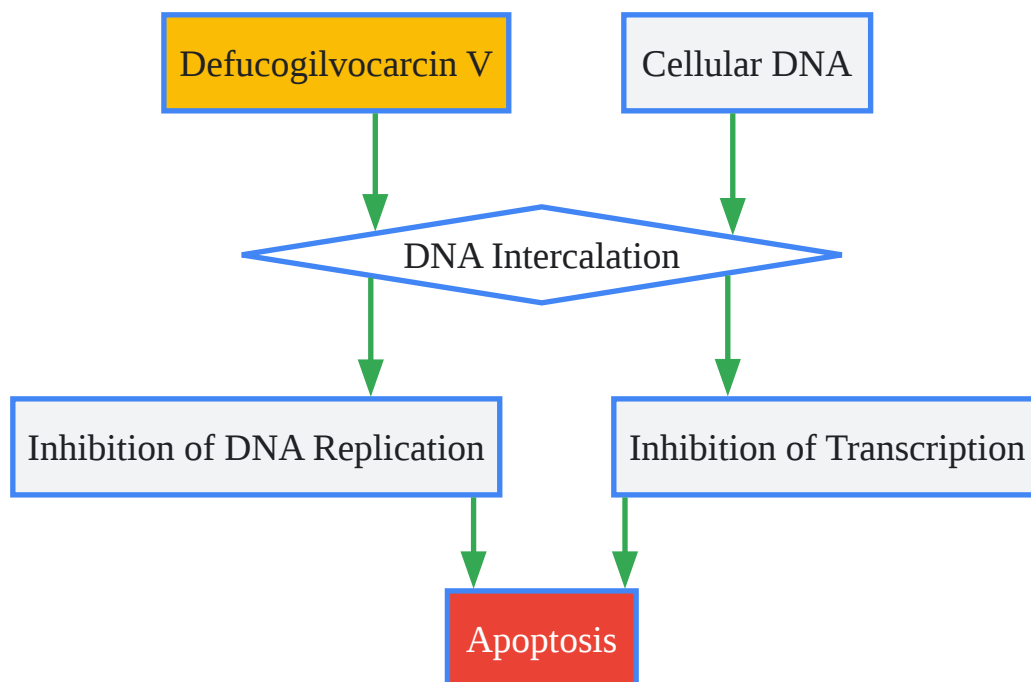 Defucogilvocarcin V
Cellular DNA
DNA Intercalation
Inhibition of DNA Replication
Inhibition of Transcription
Apoptosis